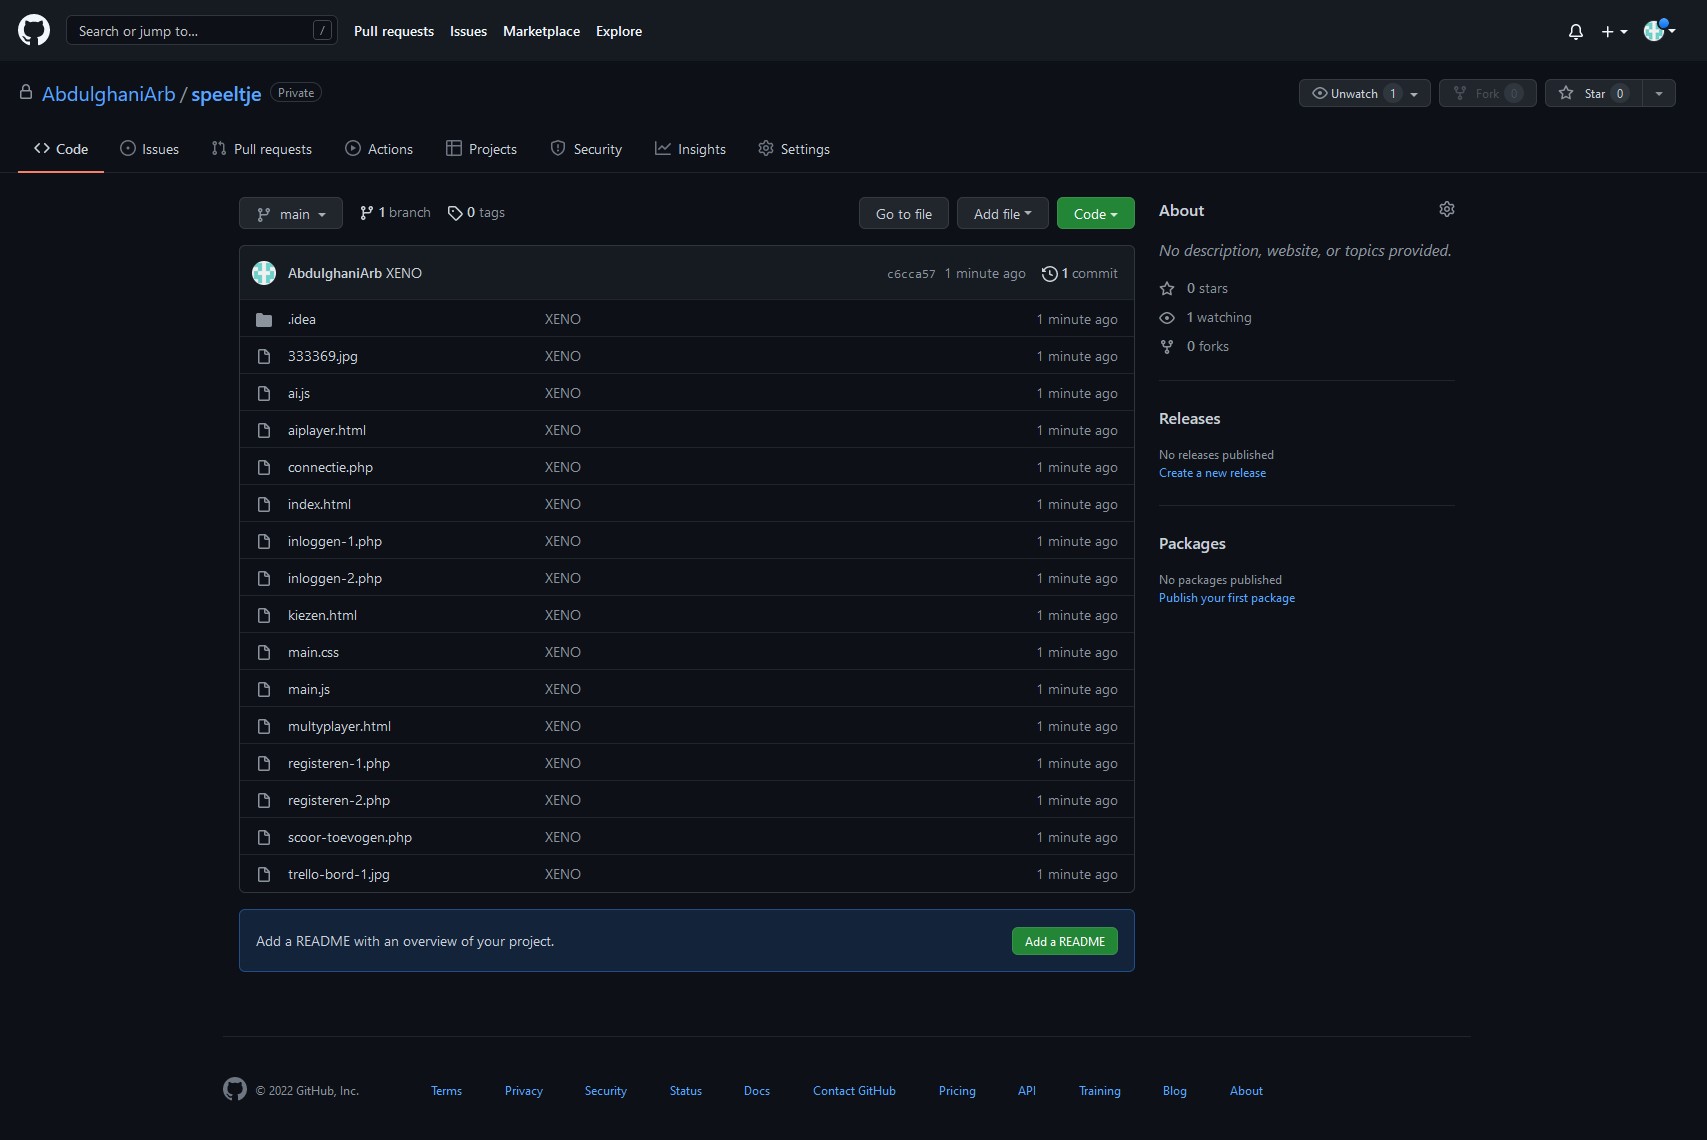 Search or jump to... / Pull requests Issues Marketplace Explore
AbdulghaniArb / speeltje Private Unwatch 1 Fork 0 Star 0
Code Issues Pull requests Actions Projects Security Insights Settings
main 1 branch 0 tags Go to file Add file Code
AbdulghaniArb XENO c6cca57 1 minute ago 1 commit
.idea XENO 1 minute ago
333369.jpg XENO 1 minute ago
ai.js XENO 1 minute ago
aiplayer.html XENO 1 minute ago
connectie.php XENO 1 minute ago
index.html XENO 1 minute ago
inloggen-1.php XENO 1 minute ago
inloggen-2.php XENO 1 minute ago
kiezen.html XENO 1 minute ago
main.css XENO 1 minute ago
main.js XENO 1 minute ago
multyplayer.html XENO 1 minute ago
registeren-1.php XENO 1 minute ago
registeren-2.php XENO 1 minute ago
scoor-toevogen.php XENO 1 minute ago
trello-bord-1.jpg XENO 1 minute ago
Add a README with an overview of your project. Add a README
About
No description, website, or topics provided.
0 stars
1 watching
0 forks
Releases
No releases published
Create a new release
Packages
No packages published
Publish your first package
© 2022 GitHub, Inc. Terms Privacy Security Status Docs Contact GitHub Pricing API Training Blog About